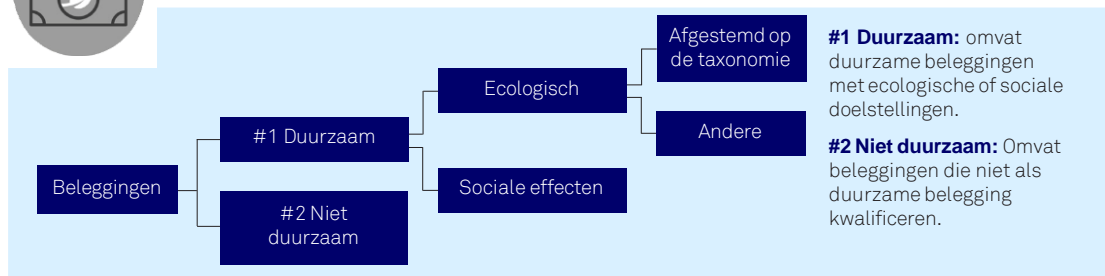 Beleggingen
#1 Duurzaam
#2 Niet
duurzaam
Ecologisch
Sociale effecten
Afgestemd op
de taxonomie
Andere
#1 Duurzaam: omvat
duurzame beleggingen
met ecologische of sociale
doelstellingen.
#2 Niet duurzaam: Omvat
beleggingen die niet als
duurzame belegging
kwalificeren.